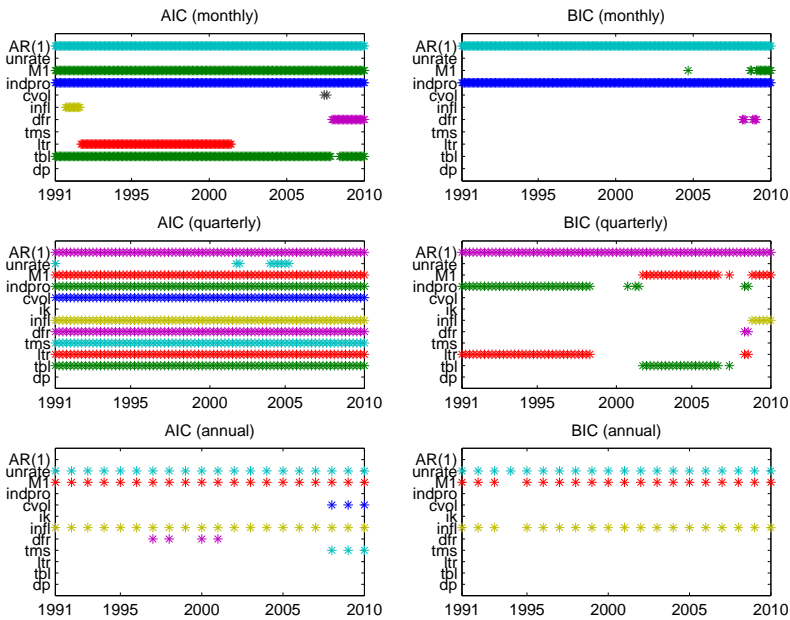 AIC (monthly)
AR(1)
unrate
M1
indpro
cvol
infl
dfr
tms
ltr
tbl
dp
1991 1995 2000 2005 2010
BIC (monthly)
AR(1)
unrate
M1
indpro
cvol
infl
dfr
tms
ltr
tbl
dp
1991 1995 2000 2005 2010
AIC (quarterly)
AR(1)
unrate
M1
indpro
cvol
ik
infl
dfr
tms
ltr
tbl
dp
1991 1995 2000 2005 2010
BIC (quarterly)
AR(1)
unrate
M1
indpro
cvol
ik
infl
dfr
tms
ltr
tbl
dp
1991 1995 2000 2005 2010
AIC (annual)
AR(1)
unrate
M1
indpro
cvol
ik
infl
dfr
tms
ltr
tbl
dp
1991 1995 2000 2005 2010
BIC (annual)
AR(1)
unrate
M1
indpro
cvol
ik
infl
dfr
tms
ltr
tbl
dp
1991 1995 2000 2005 2010